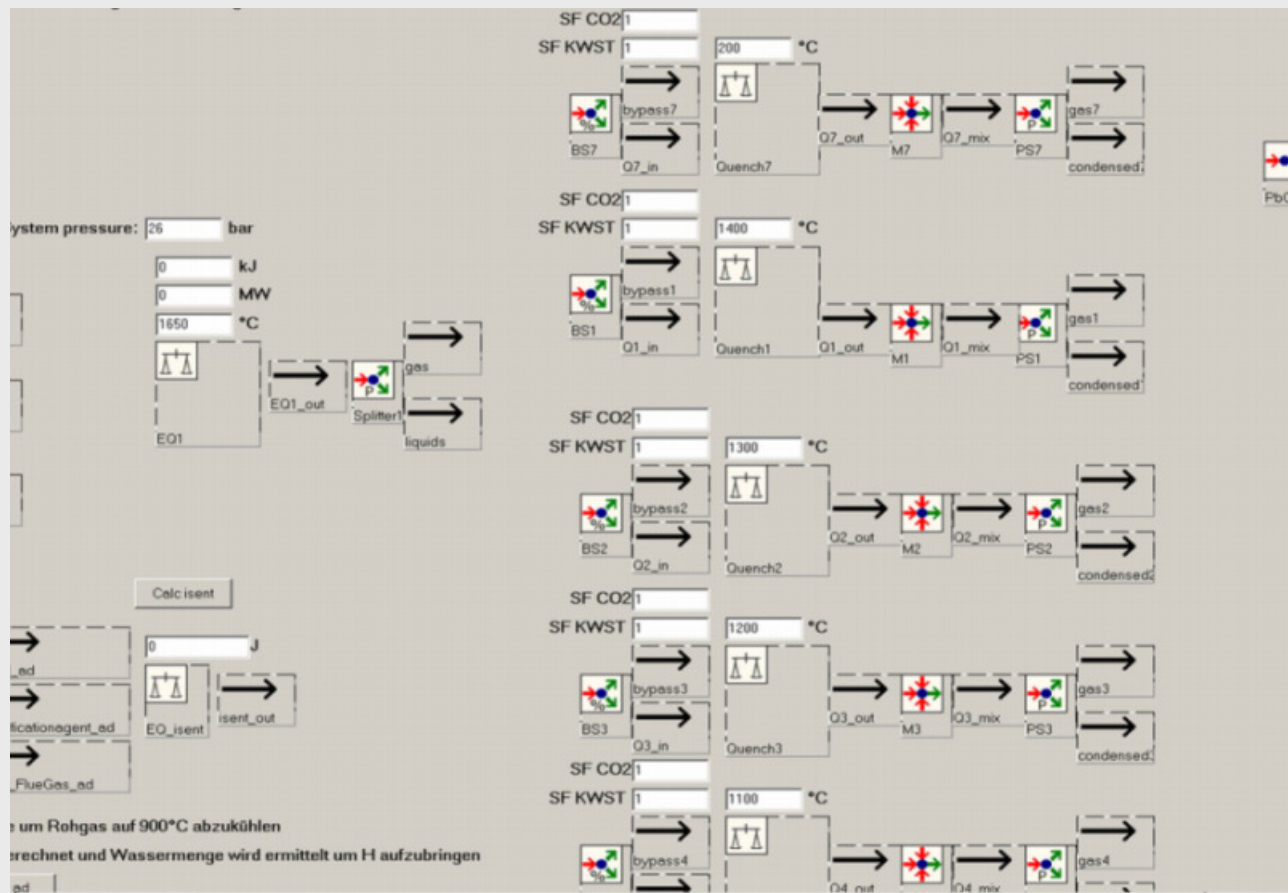 SF CO2 1
SF KWST 1 200 °C
bypass7 gas7
BS7 Q7_in Quench7 Q7_out M7 Q7_mix PS7
SF CO2 1
System pressure: 26 bar
SF KWST 1 1400 °C
0 kJ
0 MW
1650 °C
bypass1 gas1
BS1 Q1_in Quench1 Q1_out M1 Q1_mix PS1
gas
EQ1_out Splitter1
EQ1 liquids
SF CO2 1
SF KWST 1 1300 °C
bypass2 gas2
BS2 Q2_in Quench2 Q2_out M2 Q2_mix PS2
condensed2
Calc isent
SF CO2 1
SF KWST 1 1200 °C
0 J
_ad
bypass3 gas3
ficationagent_ad EQ_isent isent_out
BS3 Q3_in Quench3 Q3_out M3 Q3_mix PS3
_FlueGas_ad
SF CO2 1
SF KWST 1 1100 °C
e um Rohgas auf 900°C abzukühlen
erechnet und Wassermenge wird ermittelt um H aufzubringen
bypass4 gas4
ad Q4_out Q4_mix